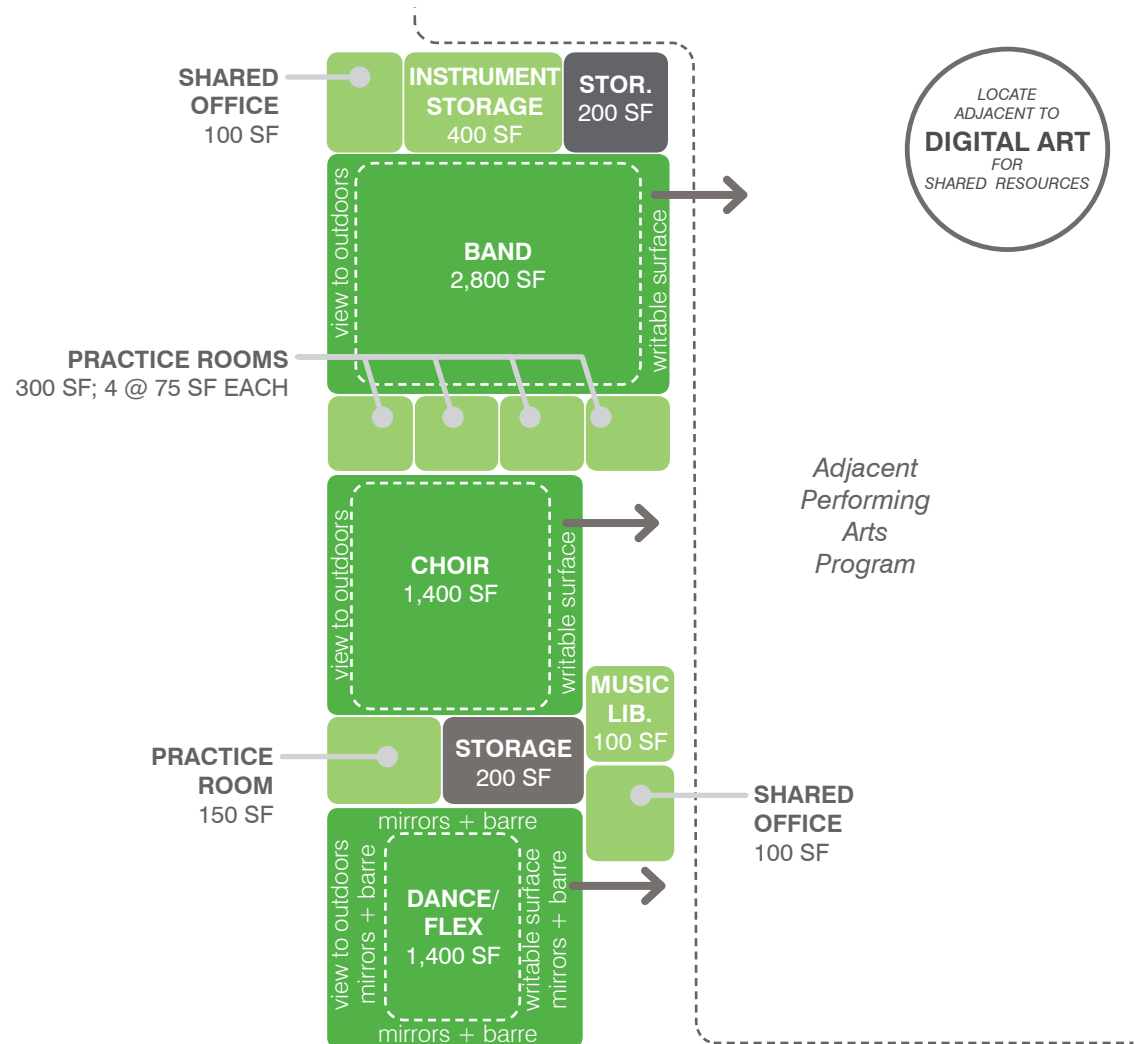 SHARED
OFFICE
100 SF
INSTRUMENT
STORAGE
400 SF
STOR.
200 SF
LOCATE
ADJACENT TO
DIGITAL ART
FOR
SHARED RESOURCES
view to outdoors
BAND
2,800 SF
writable surface
PRACTICE ROOMS
300 SF; 4 @ 75 SF EACH
Adjacent
Performing
Arts
Program
view to outdoors
CHOIR
1,400 SF
writable surface
MUSIC
LIB.
100 SF
PRACTICE
ROOM
150 SF
STORAGE
200 SF
SHARED
OFFICE
100 SF
mirrors + barre
view to outdoors
mirrors + barre
DANCE/
FLEX
1,400 SF
writable surface
mirrors + barre
mirrors + barre